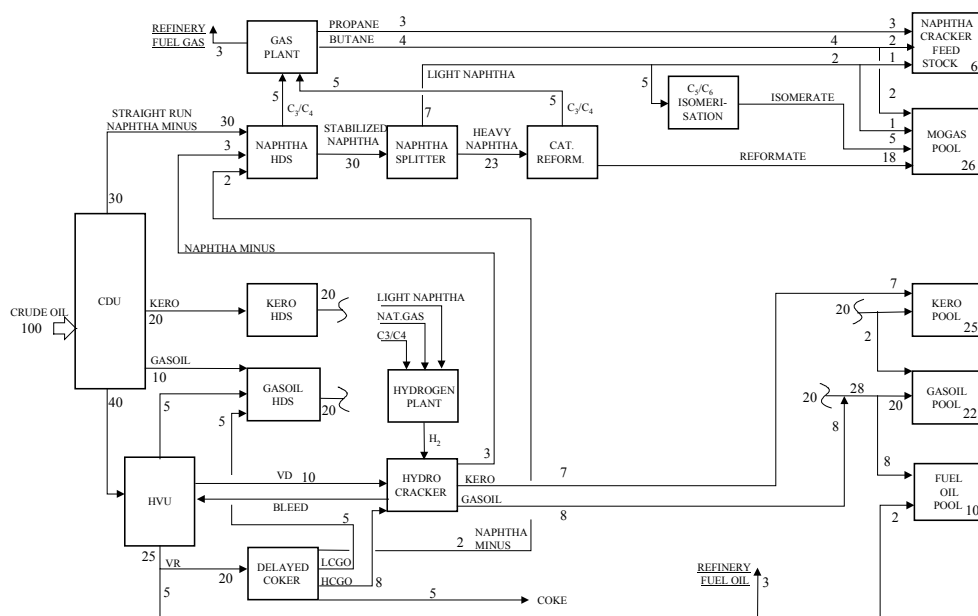 REFINERY
FUEL GAS
3
GAS
PLANT
PROPANE 3
BUTANE 4
3
4 2
2 1
NAPHTHA
CRACKER
FEED
STOCK
6
LIGHT NAPHTHA
5
5
C3/C4
7
5
C3/C4
5
C5/C6
ISOMERI-
SATION
ISOMERATE
2
1
5
18
MOGAS
POOL
26
STRAIGHT RUN
NAPHTHA MINUS
30
3
2
NAPHTHA
HDS
STABILIZED
NAPHTHA
30
NAPHTHA
SPLITTER
HEAVY
NAPHTHA
23
CAT.
REFORM.
REFORMATE
30
NAPHTHA MINUS
CRUDE OIL
100
CDU
KERO
20
KERO
HDS
20
LIGHT NAPHTHA
NAT.GAS
C3/C4
HYDROGEN
PLANT
H2
7
20
2
KERO
POOL
25
GASOIL
10
GASOIL
HDS
20
40
5
5
20
28
8
20
GASOIL
POOL
22
HVU
VD 10
BLEED
HYDRO
CRACKER
3
KERO
7
GASOIL
8
8
2
FUEL
OIL
POOL
10
25
VR
20
5
DELAYED
COKER
5
LCGO
HCGO
8
2
NAPHTHA
MINUS
5
COKE
REFINERY
FUEL OIL
3